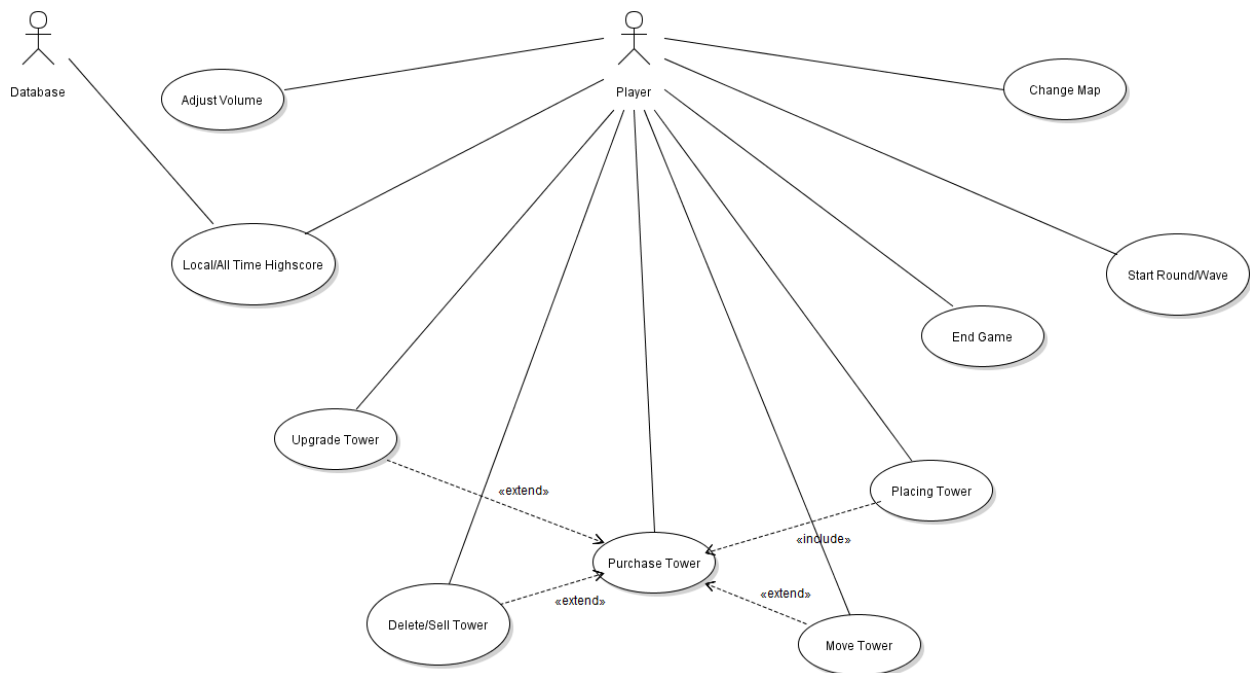 Database
Player
Adjust Volume
Change Map
Local/All Time Highscore
Start Round/Wave
End Game
Upgrade Tower
Placing Tower
«extend»
«include»
Purchase Tower
«extend»
«extend»
Delete/Sell Tower
Move Tower